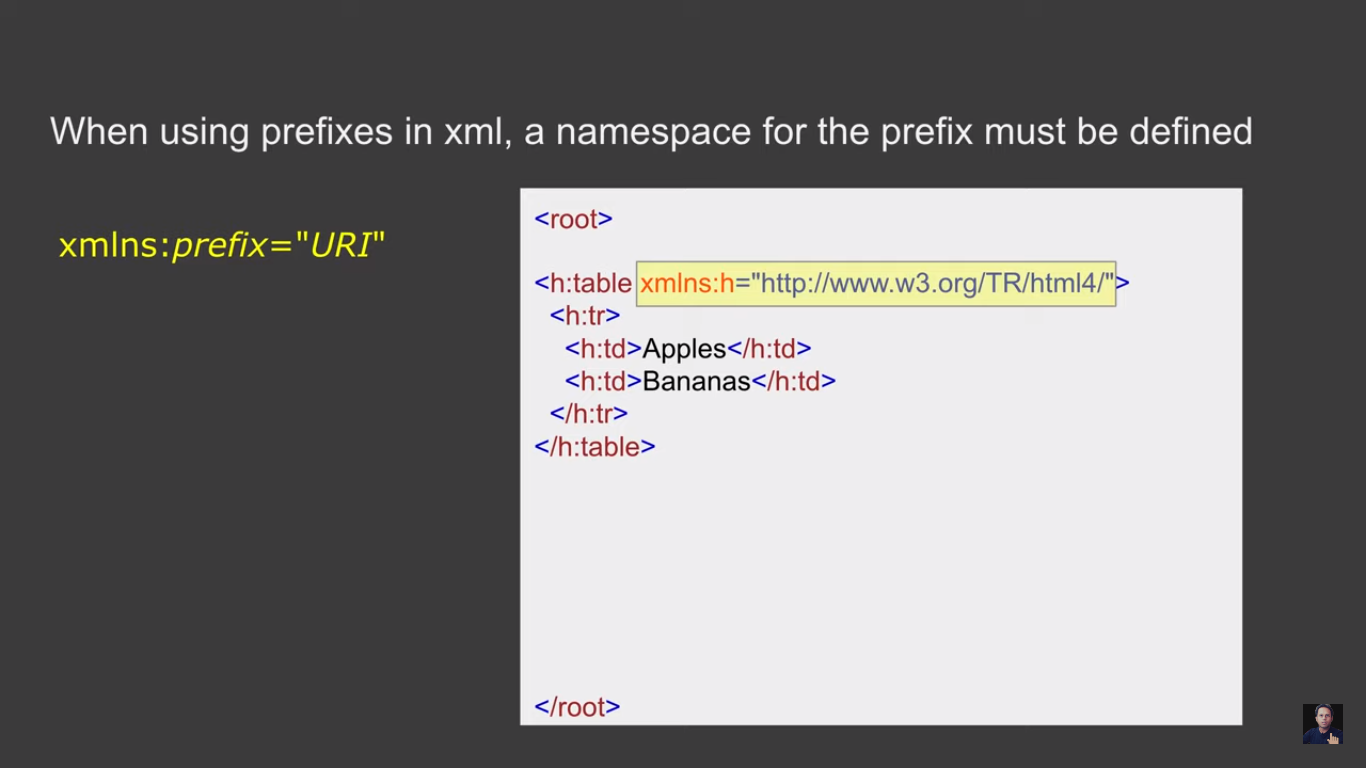 When using prefixes in xml, a namespace for the prefix must be defined
xmlns:prefix="URI"
<root>
<h:table xmlns:h="http://www.w3.org/TR/html4/">
<h:tr>
<h:td>Apples</h:td>
<h:td>Bananas</h:td>
</h:tr>
</h:table>
</root>